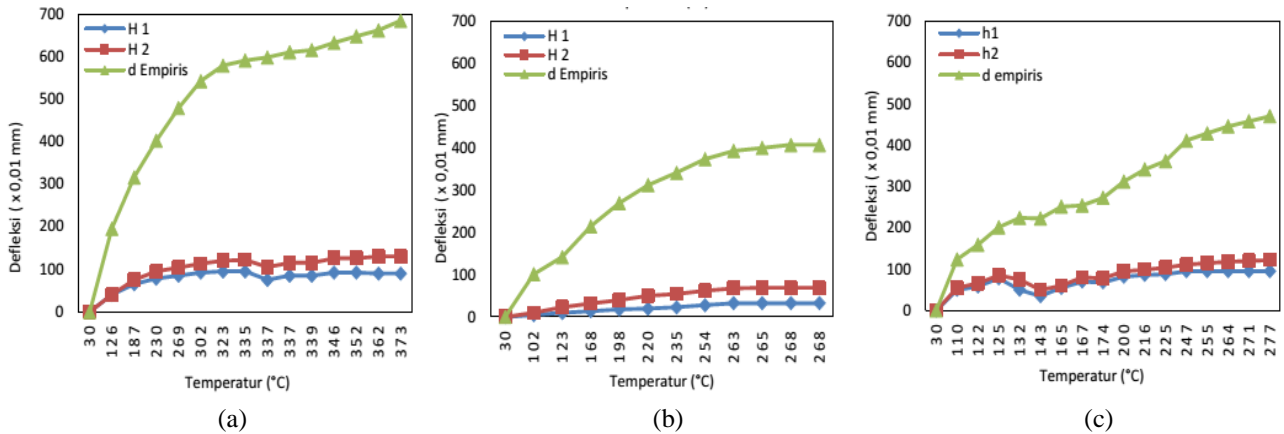 700
600
500
400
300
200
100
0
Defleksi ( x 0,01 mm)
H 1
H 2
d Empiris
30 126 187 230 269 302 323 335 337 337 339 346 352 362 373
Temperatur (°C)
(a)
700
600
500
400
300
200
100
0
Defleksi ( x 0,01 mm)
H 1
H 2
d Empiris
30 102 123 168 198 220 235 254 263 265 268 268
Temperatur (°C)
(b)
700
600
500
400
300
200
100
0
Defleksi ( x 0,01 mm)
h1
h2
d empiris
30 110 112 125 132 143 165 167 174 200 216 225 247 255 264 271 277
Temperatur (°C)
(c)